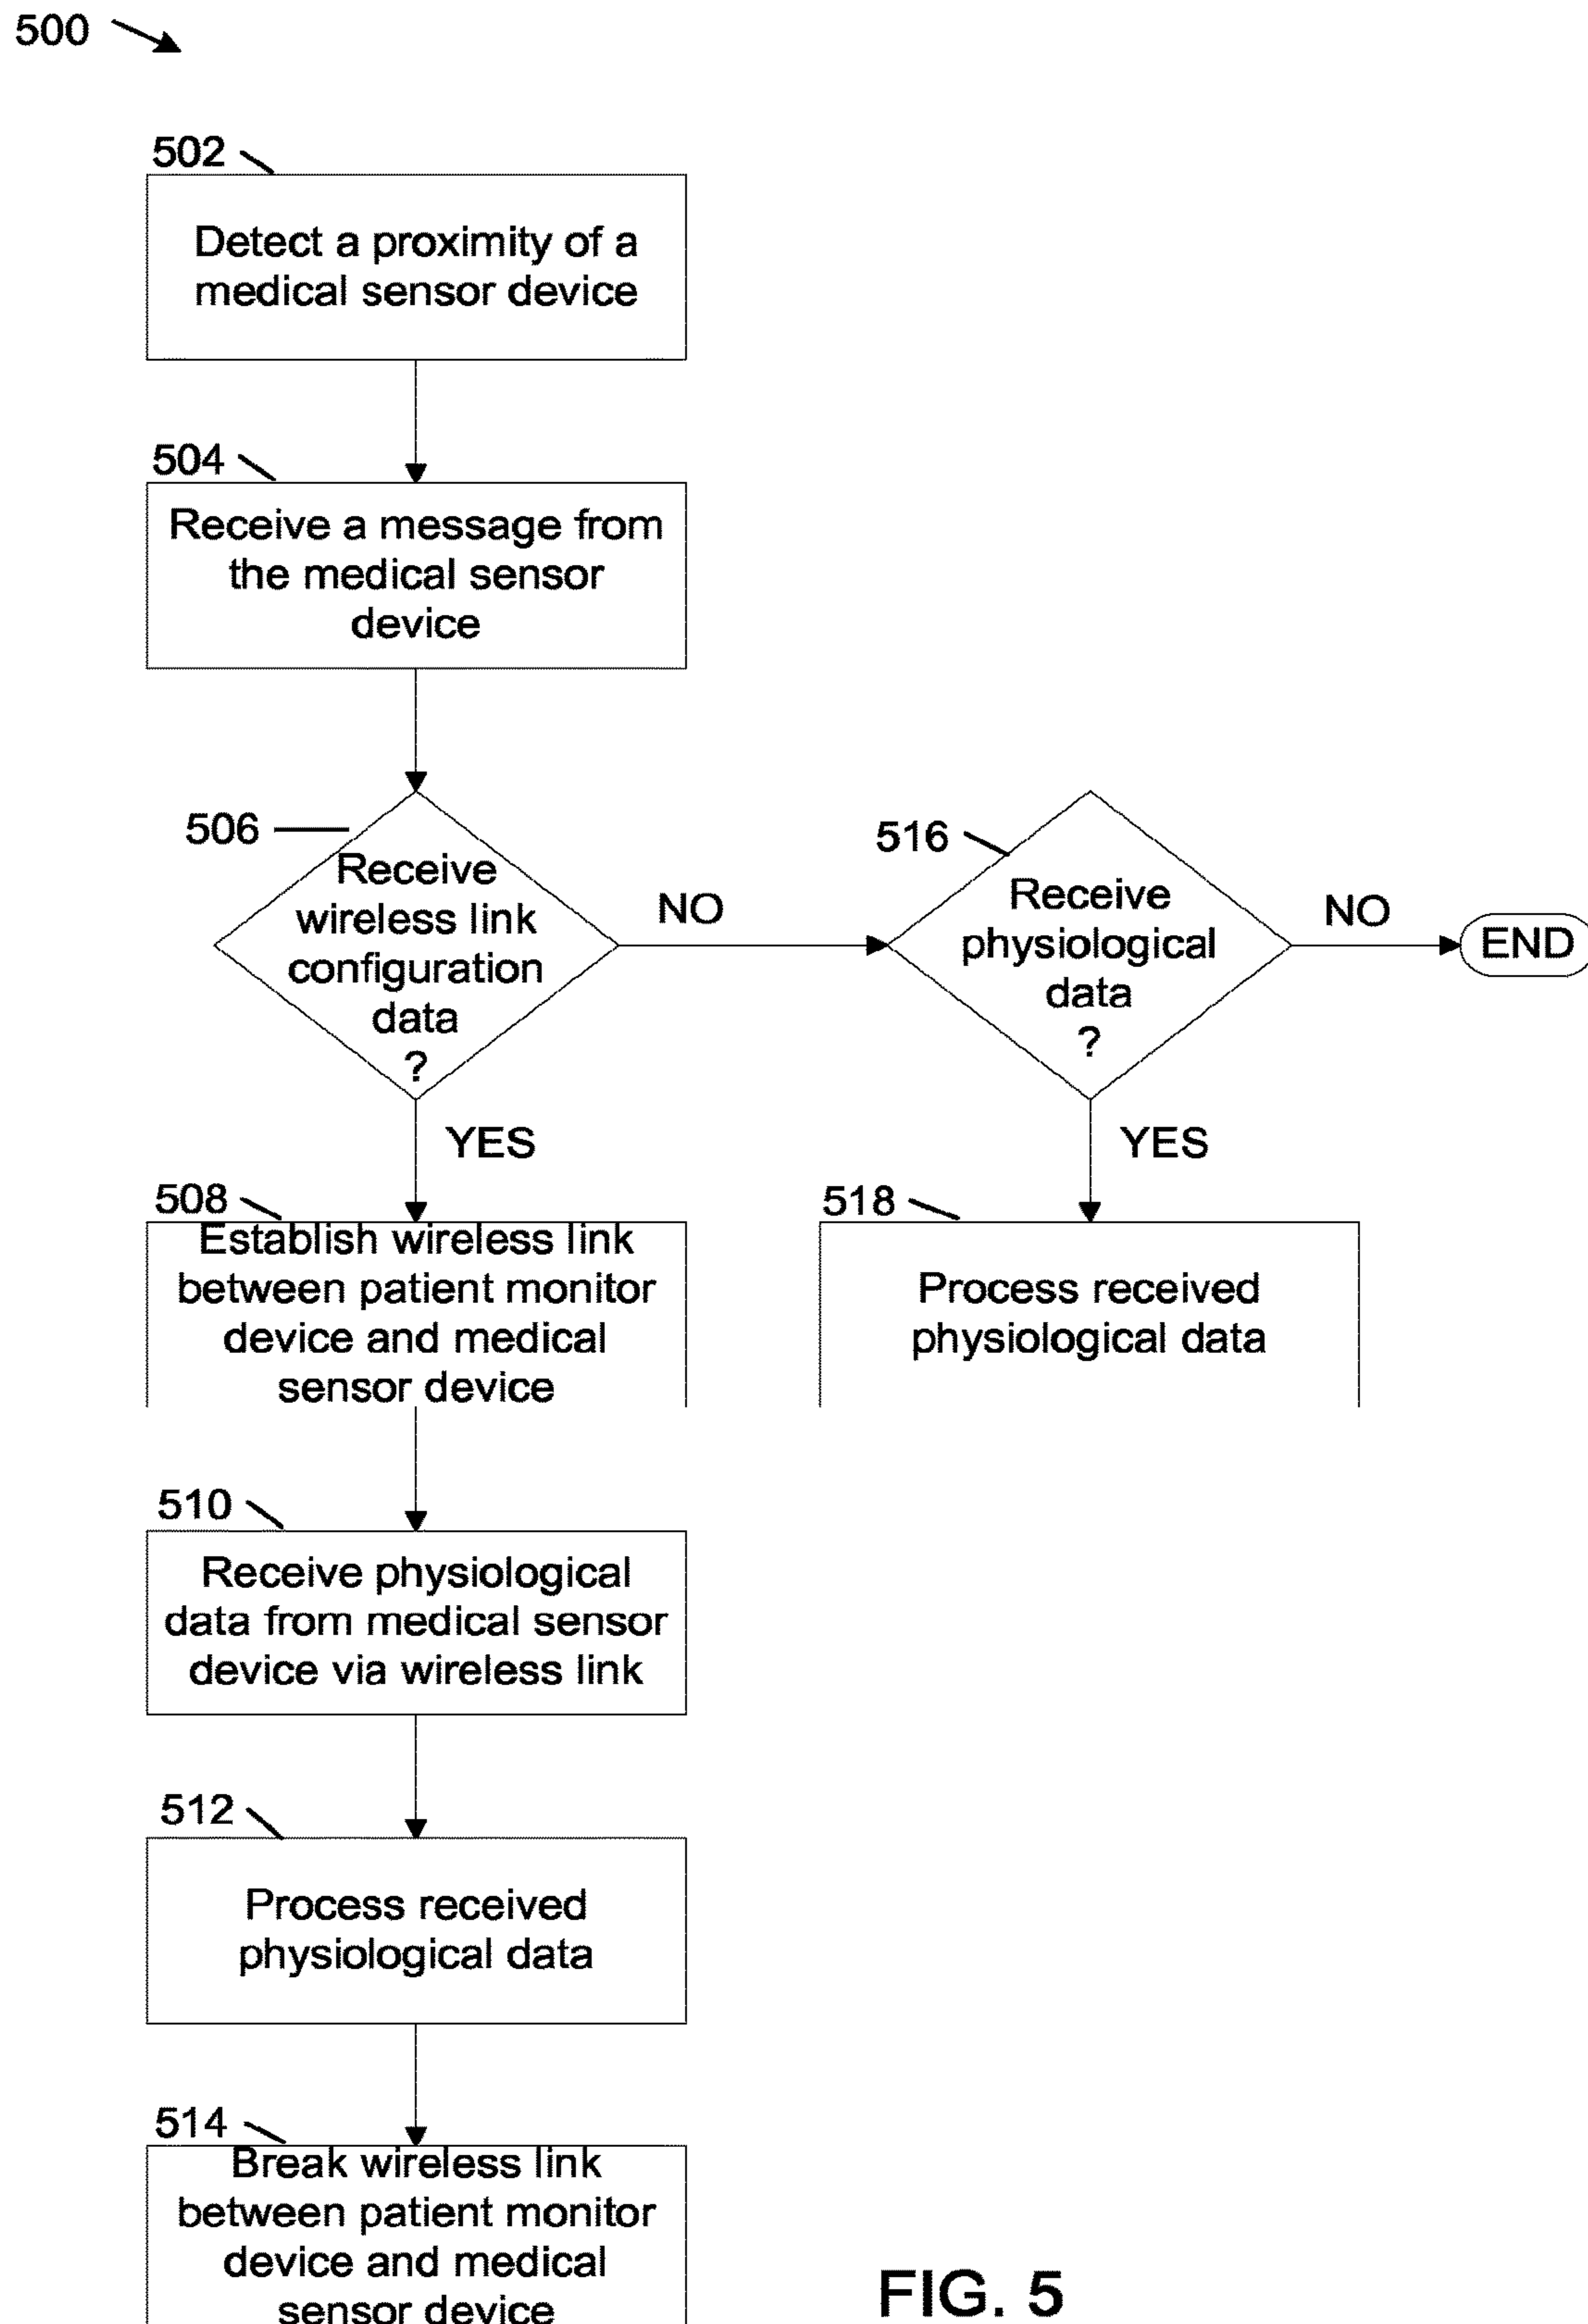 500
502
Detect a proximity of a
medical sensor device
504
Receive a message from
the medical sensor
device
506
Receive
wireless link
configuration
data
?
NO
516
Receive
physiological
data
?
NO
END
YES
YES
508
Establish wireless link
between patient monitor
device and medical
sensor device
518
Process received
physiological data
510
Receive physiological
data from medical sensor
device via wireless link
512
Process received
physiological data
514
Break wireless link
between patient monitor
device and medical
sensor device
FIG. 5